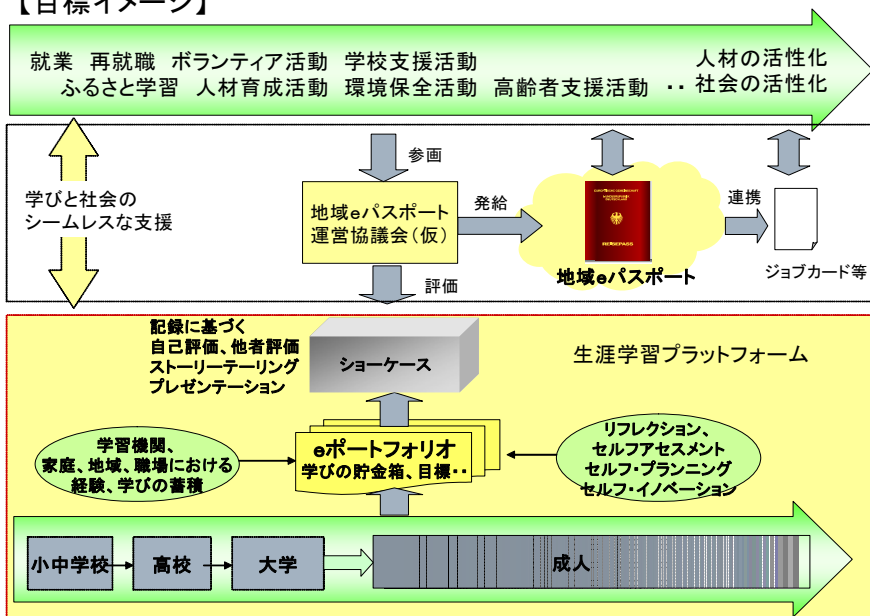 【目標イメージ】
就業 再就職 ボランティア活動 学校支援活動
ふるさと学習 人材育成活動 環境保全活動 高齢者支援活動 ‥
人材の活性化
社会の活性化
学びと社会の
シームレスな支援
参画
地域eパスポート
運営協議会(仮)
発給
REISEPASS
地域eパスポート
連携
ジョブカード等
評価
記録に基づく
自己評価、他者評価
ストーリーテーリング
プレゼンテーション
ショーケース
生涯学習プラットフォーム
学習機関、
家庭、地域、職場における
経験、学びの蓄積
eポートフォリオ
学びの貯金箱、目標‥
リフレクション、
セルフアセスメント
セルフ・プランニング
セルフ・イノベーション
小中学校
高校
大学
成人